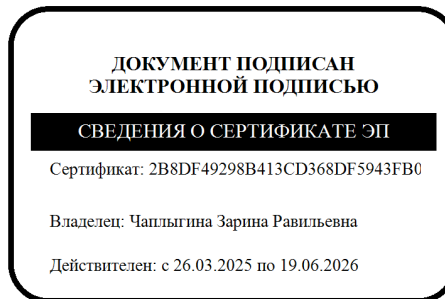 ДОКУМЕНТ ПОДПИСАН
ЭЛЕКТРОННОЙ ПОДПИСЬЮ
СВЕДЕНИЯ О СЕРТИФИКАТЕ ЭП
Сертификат: 2B8DF49298B413CD368DF5943FB0
Владелец: Чаплыгина Зарина Равильевна
Действителен: с 26.03.2025 по 19.06.2026